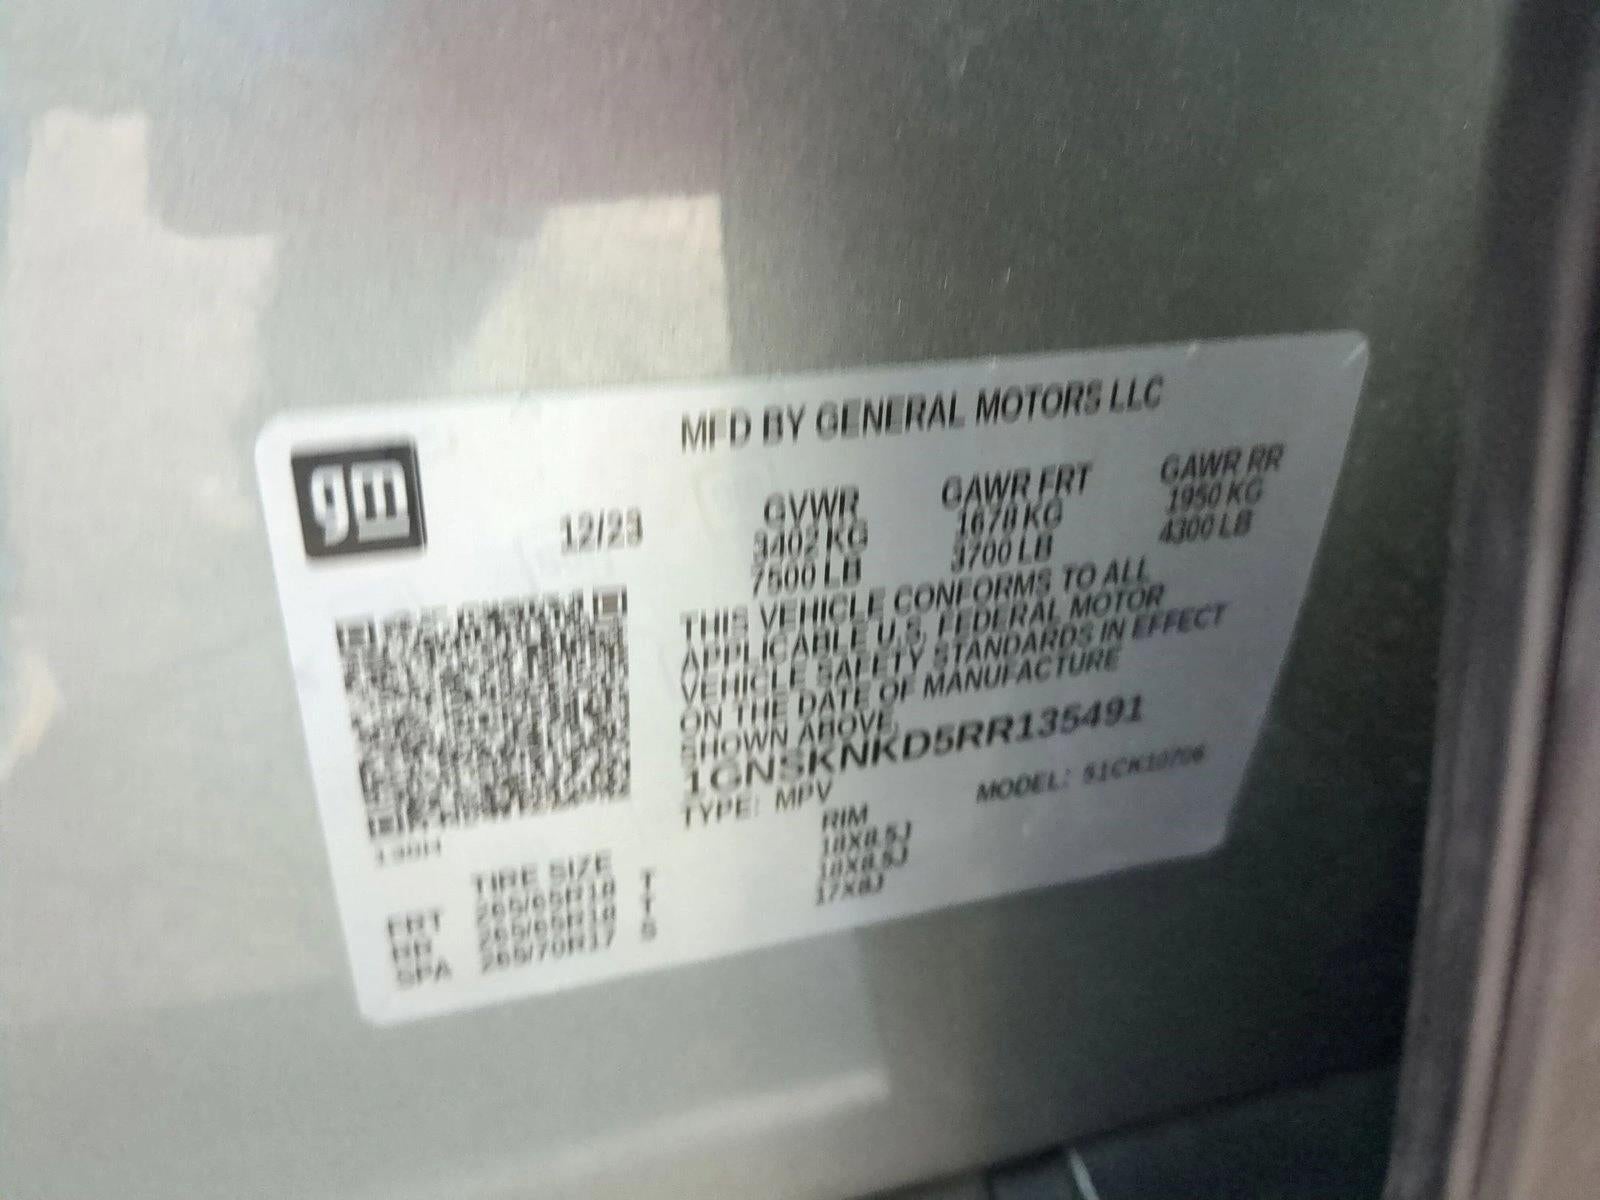 MFD BY GENERAL MOTORS LLC
gm
12/23
GVWR
3402 KG
7500 LB
GAWR FRT
1678 KG
3700 LB
GAWR RR
1950 KG
4300 LB
THIS VEHICLE CONFORMS TO ALL
APPLICABLE U.S. FEDERAL MOTOR
VEHICLE SAFETY STANDARDS IN EFFECT
ON THE DATE OF MANUFACTURE
SHOWN ABOVE.
1GNSKNKD5RR135491
TYPE: MPV MODEL: 51CK10706
TIRE SIZE RIM
FRT 265/65R18 T 18X8.5J
RR 265/65R18 T 18X8.5J
SPA 265/70R17 S 17X8J